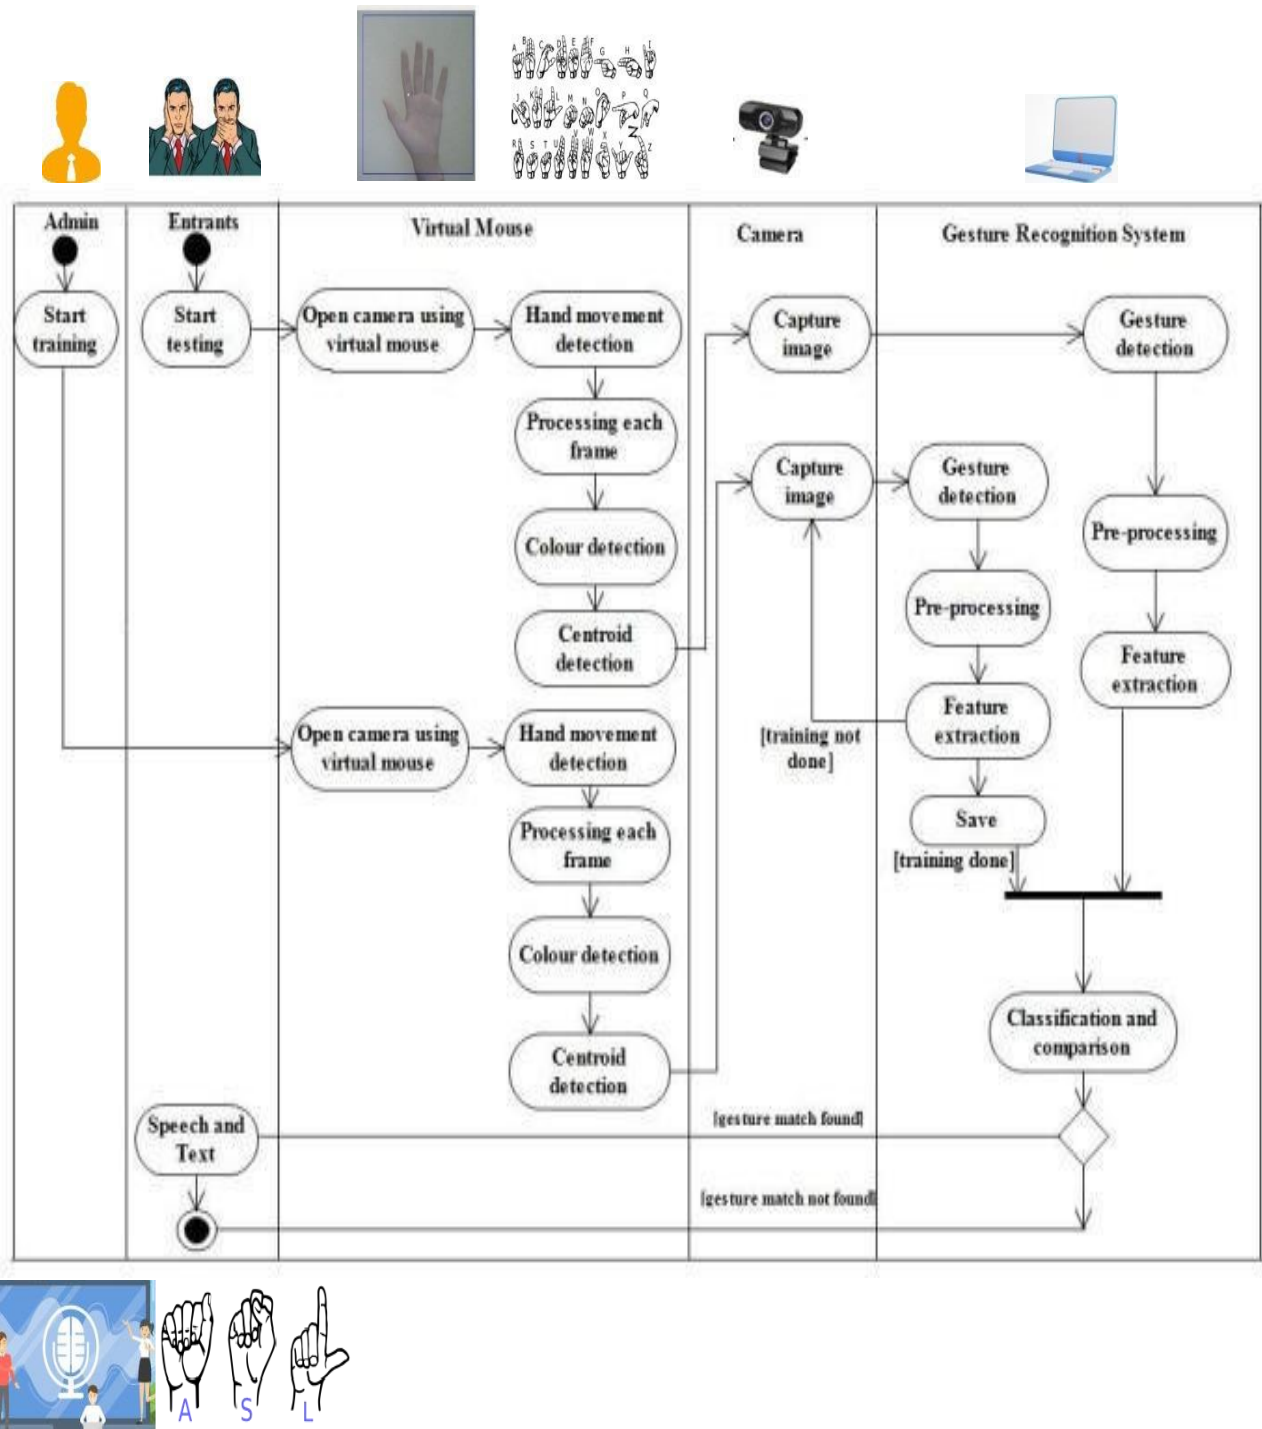 A B C D E F G H I
J K L M N O P Q
R S T U V W X Y Z
Admin
Entrants
Virtual Mouse
Camera
Gesture Recognition System
Start
training
Start
testing
Open camera using
virtual mouse
Hand movement
detection
Capture
image
Gesture
detection
Processing each
frame
Capture
image
Gesture
detection
Pre-processing
Colour detection
Pre-processing
Centroid
detection
Feature
extraction
Open camera using
virtual mouse
Hand movement
detection
[training not
done]
Feature
extraction
Processing each
frame
Save
[training done]
Colour detection
Classification and
comparison
Centroid
detection
Speech and
Text
[gesture match found]
[gesture match not found]
A S L